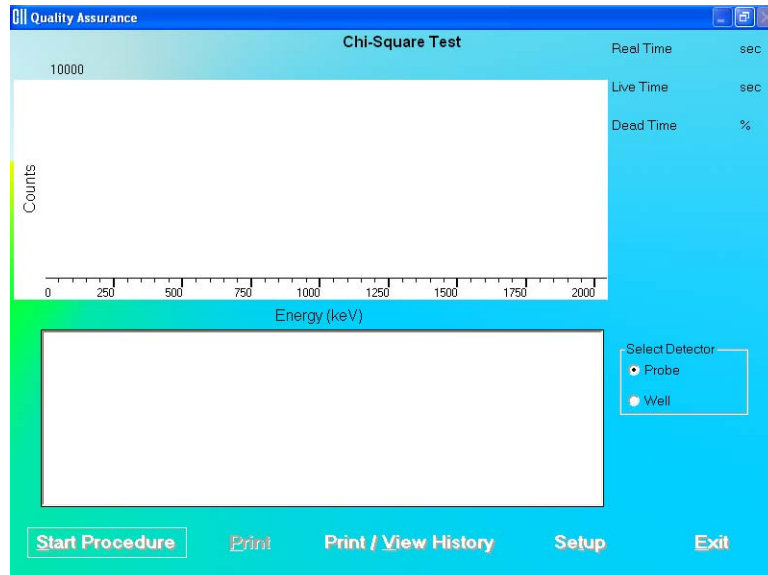 Quality Assurance
Chi-Square Test
Real Time sec
10000
Live Time sec
Dead Time %
Counts
0 250 500 750 1000 1250 1500 1750 2000
Energy (keV)
Select Detector
Probe
Well
Start Procedure Print Print / View History Setup Exit